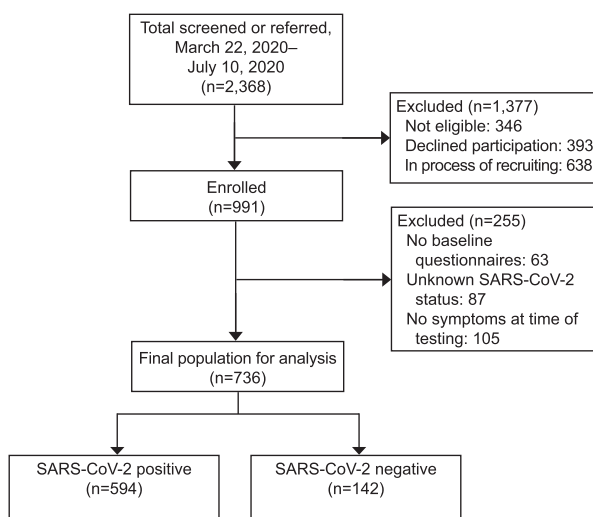 Total screened or referred,
March 22, 2020–
July 10, 2020
(n=2,368)
Excluded (n=1,377)
Not eligible: 346
Declined participation: 393
In process of recruiting: 638
Enrolled
(n=991)
Excluded (n=255)
No baseline
questionnaires: 63
Unknown SARS-CoV-2
status: 87
No symptoms at time of
testing: 105
Final population for analysis
(n=736)
SARS-CoV-2 positive
(n=594)
SARS-CoV-2 negative
(n=142)